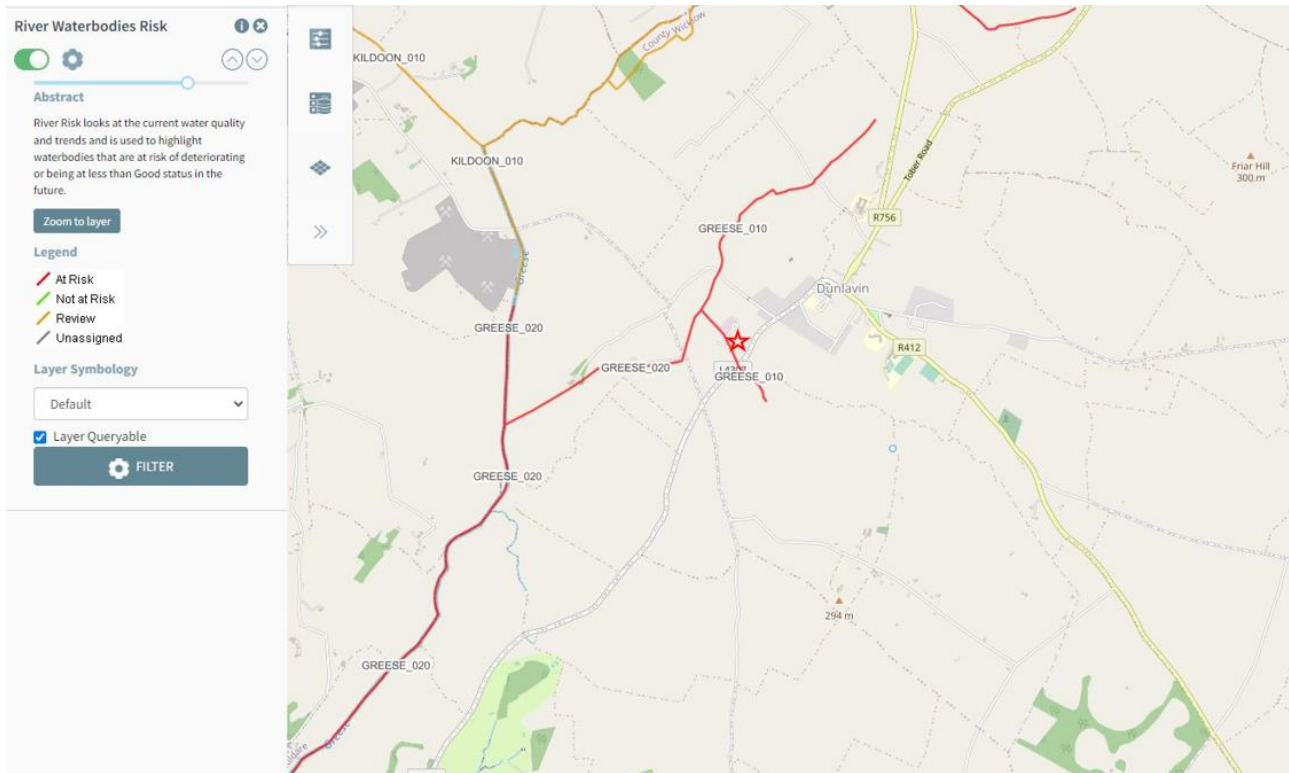 River Waterbodies Risk
Abstract
River Risk looks at the current water quality
and trends and is used to highlight
waterbodies that are at risk of deteriorating
or being at less than Good status in the
future.
Zoom to layer
Legend
At Risk
Not at Risk
Review
Unassigned
Layer Symbology
Default
Layer Queryable
FILTER
County Wicklow
KILDOON_010
KILDOON_010
Tober Road
Friar Hill
300 m
R756
GREESE_010
Greese
Dunlavin
GREESE_020
R412
GREESE_020
GREESE_010
GREESE_020
294 m
GREESE_020
Greese